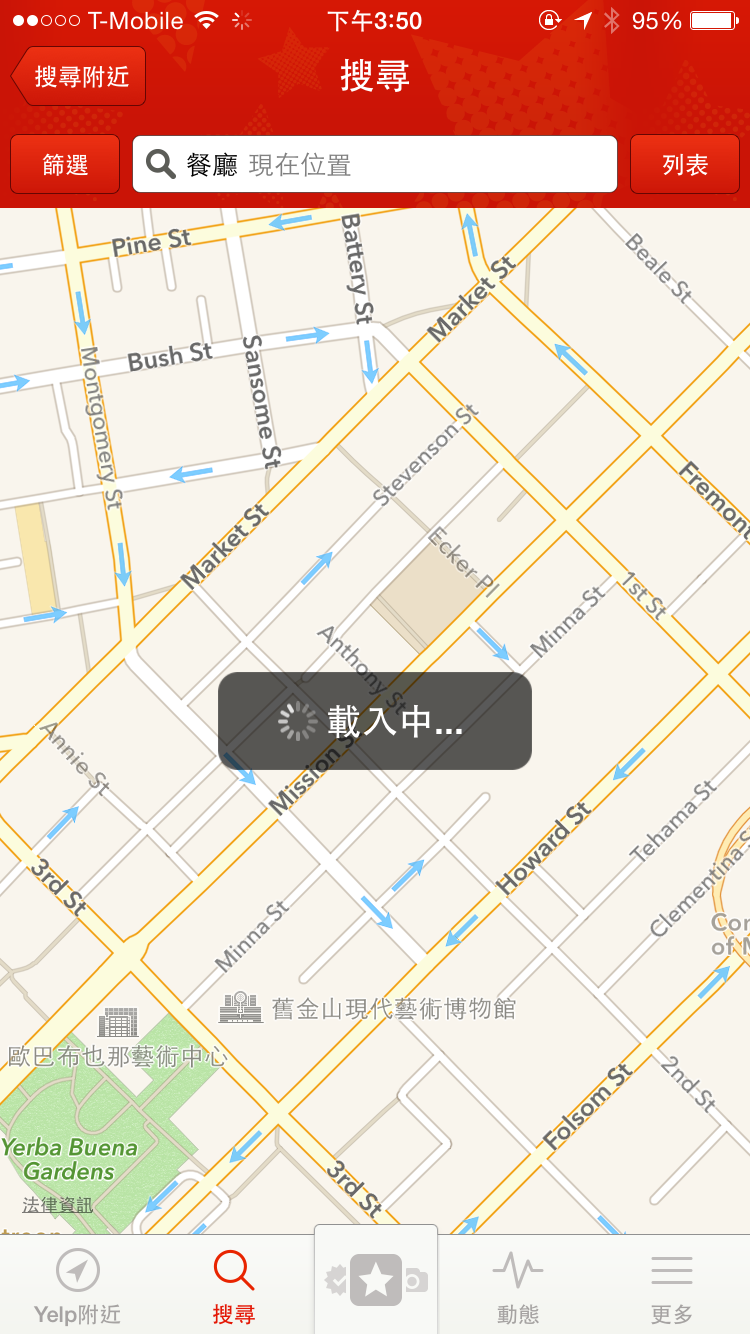 T-Mobile 下午3:50 95%
搜尋附近 搜尋
篩選 餐廳 現在位置 列表
Pine St
Battery St
Beale St
Market St
Bush St
Sansome St
Montgomery St
Stevenson St
Fremont
Market St
Ecker Pl
1st St
Minna St
Anthony St
載入中...
Annie St
Mission S
Tehama St
Howard St
3rd St
Clementina S
Minna St
Con
of M
舊金山現代藝術博物館
歐巴布也那藝術中心
2nd St
Folsom St
Yerba Buena
Gardens
3rd St
法律資訊
Yelp附近 搜尋 動態 更多